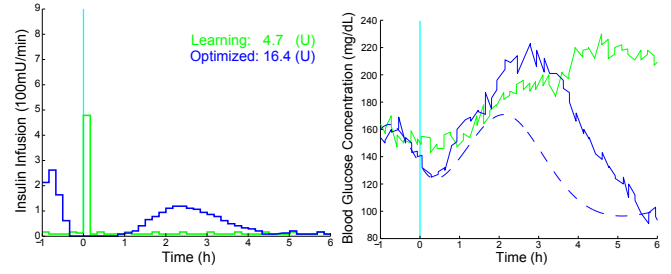 Insulin Infusion (100mU/min)
9
8
7
6
5
4
3
2
1
0
-1 0 1 2 3 4 5 6
Time (h)
Learning: 4.7 (U)
Optimized: 16.4 (U)
Blood Glucose Concentration (mg/dL)
240
220
200
180
160
140
120
100
80
−1 0 1 2 3 4 5 6
Time (h)